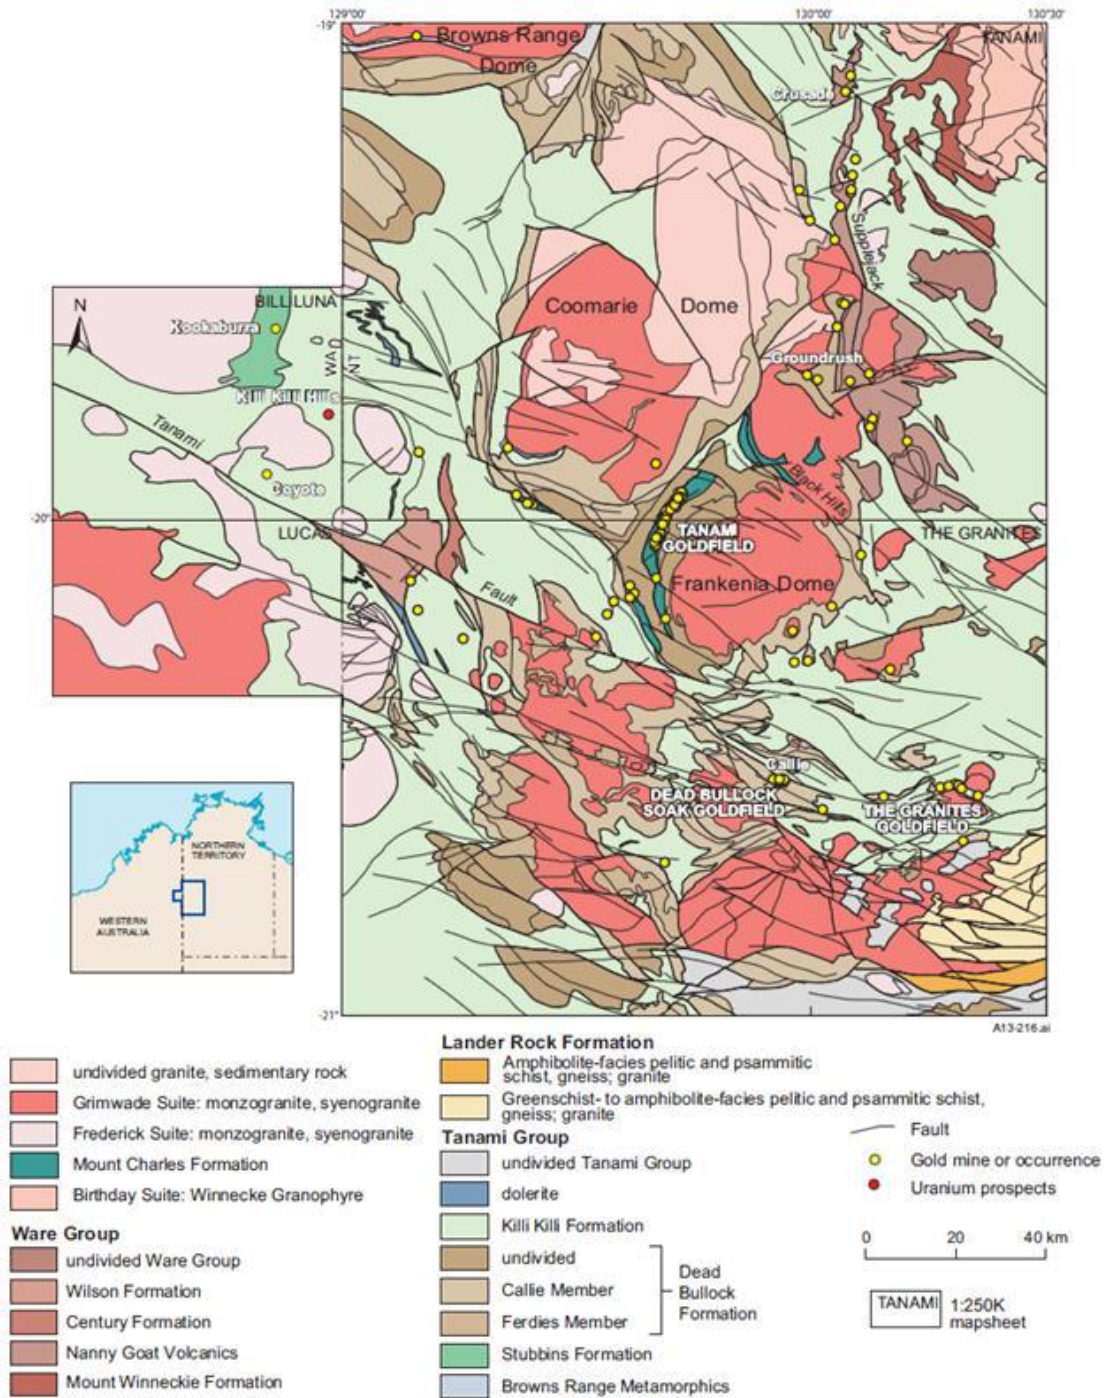 129°00'
130°00'
130°30'
-19°
Browns Range
Dome
TANAMI
Crusade
Supplejack
N
BILLILUNA
Kookaburra
WA
NT
Coomarie
Dome
Groundrush
Killi Killi Hills
Tanami
Coyote
Black Hills
-20°
LUCAS
TANAMI
GOLDFIELD
THE GRANITES
Fault
Frankenia Dome
Callie
DEAD BULLOCK
SOAK GOLDFIELD
THE GRANITES
GOLDFIELD
NORTHERN
TERRITORY
WESTERN
AUSTRALIA
-21°
A13-216.ai
undivided granite, sedimentary rock
Grimwade Suite: monzogranite, syenogranite
Frederick Suite: monzogranite, syenogranite
Mount Charles Formation
Birthday Suite: Winnecke Granophyre
Ware Group
undivided Ware Group
Wilson Formation
Century Formation
Nanny Goat Volcanics
Mount Winneckie Formation
Lander Rock Formation
Amphibolite-facies pelitic and psammitic
schist, gneiss; granite
Greenschist- to amphibolite-facies pelitic and psammitic schist,
gneiss; granite
Tanami Group
undivided Tanami Group
dolerite
Killi Killi Formation
undivided
Callie Member
Ferdies Member
Dead
Bullock
Formation
Stubbins Formation
Browns Range Metamorphics
Fault
Gold mine or occurrence
Uranium prospects
0 20 40 km
TANAMI
1:250K
mapsheet